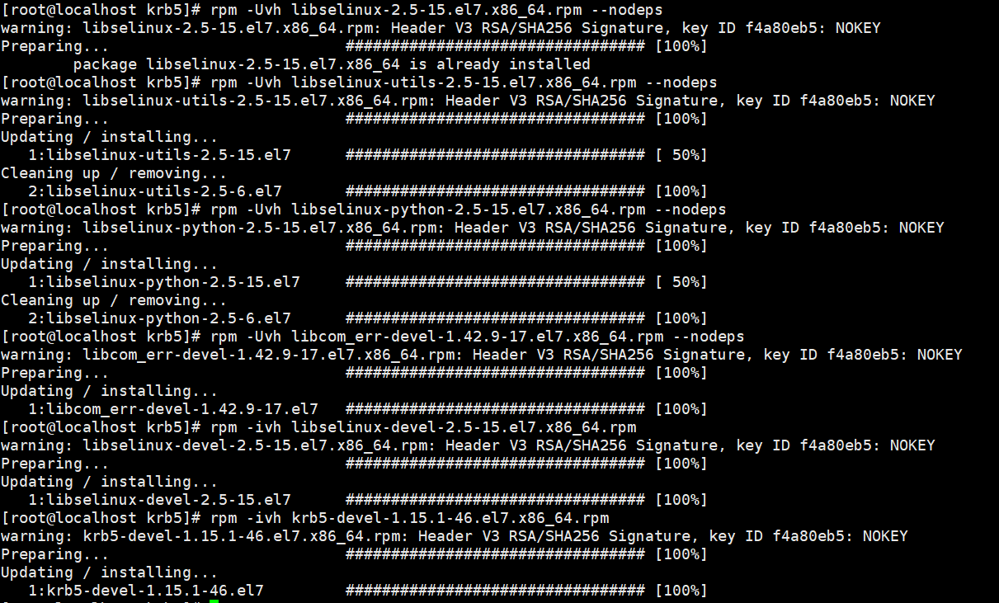 [root@localhost krb5]# rpm -Uvh libselinux-2.5-15.el7.x86_64.rpm --nodeps
warning: libselinux-2.5-15.el7.x86_64.rpm: Header V3 RSA/SHA256 Signature, key ID f4a80eb5: NOKEY
Preparing...                          ################################# [100%]
        package libselinux-2.5-15.el7.x86_64 is already installed
[root@localhost krb5]# rpm -Uvh libselinux-utils-2.5-15.el7.x86_64.rpm --nodeps
warning: libselinux-utils-2.5-15.el7.x86_64.rpm: Header V3 RSA/SHA256 Signature, key ID f4a80eb5: NOKEY
Preparing...                          ################################# [100%]
Updating / installing...
   1:libselinux-utils-2.5-15.el7      ################################# [ 50%]
Cleaning up / removing...
   2:libselinux-utils-2.5-6.el7       ################################# [100%]
[root@localhost krb5]# rpm -Uvh libselinux-python-2.5-15.el7.x86_64.rpm --nodeps
warning: libselinux-python-2.5-15.el7.x86_64.rpm: Header V3 RSA/SHA256 Signature, key ID f4a80eb5: NOKEY
Preparing...                          ################################# [100%]
Updating / installing...
   1:libselinux-python-2.5-15.el7     ################################# [ 50%]
Cleaning up / removing...
   2:libselinux-python-2.5-6.el7      ################################# [100%]
[root@localhost krb5]# rpm -Uvh libcom_err-devel-1.42.9-17.el7.x86_64.rpm --nodeps
warning: libcom_err-devel-1.42.9-17.el7.x86_64.rpm: Header V3 RSA/SHA256 Signature, key ID f4a80eb5: NOKEY
Preparing...                          ################################# [100%]
Updating / installing...
   1:libcom_err-devel-1.42.9-17.el7   ################################# [100%]
[root@localhost krb5]# rpm -ivh libselinux-devel-2.5-15.el7.x86_64.rpm
warning: libselinux-devel-2.5-15.el7.x86_64.rpm: Header V3 RSA/SHA256 Signature, key ID f4a80eb5: NOKEY
Preparing...                          ################################# [100%]
Updating / installing...
   1:libselinux-devel-2.5-15.el7      ################################# [100%]
[root@localhost krb5]# rpm -ivh krb5-devel-1.15.1-46.el7.x86_64.rpm
warning: krb5-devel-1.15.1-46.el7.x86_64.rpm: Header V3 RSA/SHA256 Signature, key ID f4a80eb5: NOKEY
Preparing...                          ################################# [100%]
Updating / installing...
   1:krb5-devel-1.15.1-46.el7         ################################# [100%]